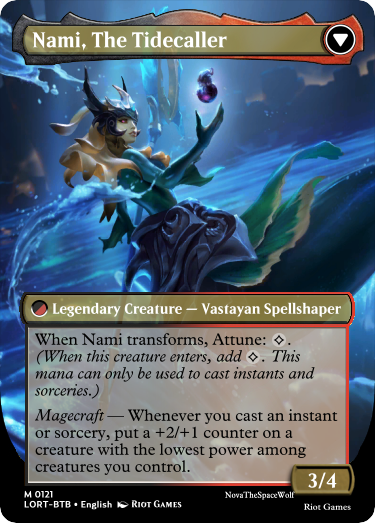 Nami, The Tidecaller
Legendary Creature — Vastayan Spellshaper
When Nami transforms, Attune:.
(When this creature enters, add . This
mana can only be used to cast instants and
sorceries.)
Magecraft — Whenever you cast an instant
or sorcery, put a +2/+1 counter on a
creature with the lowest power among
creatures you control.
3/4
M 0121
LORT-BTB • English RIOT GAMES
NovaTheSpaceWolf
Riot Games